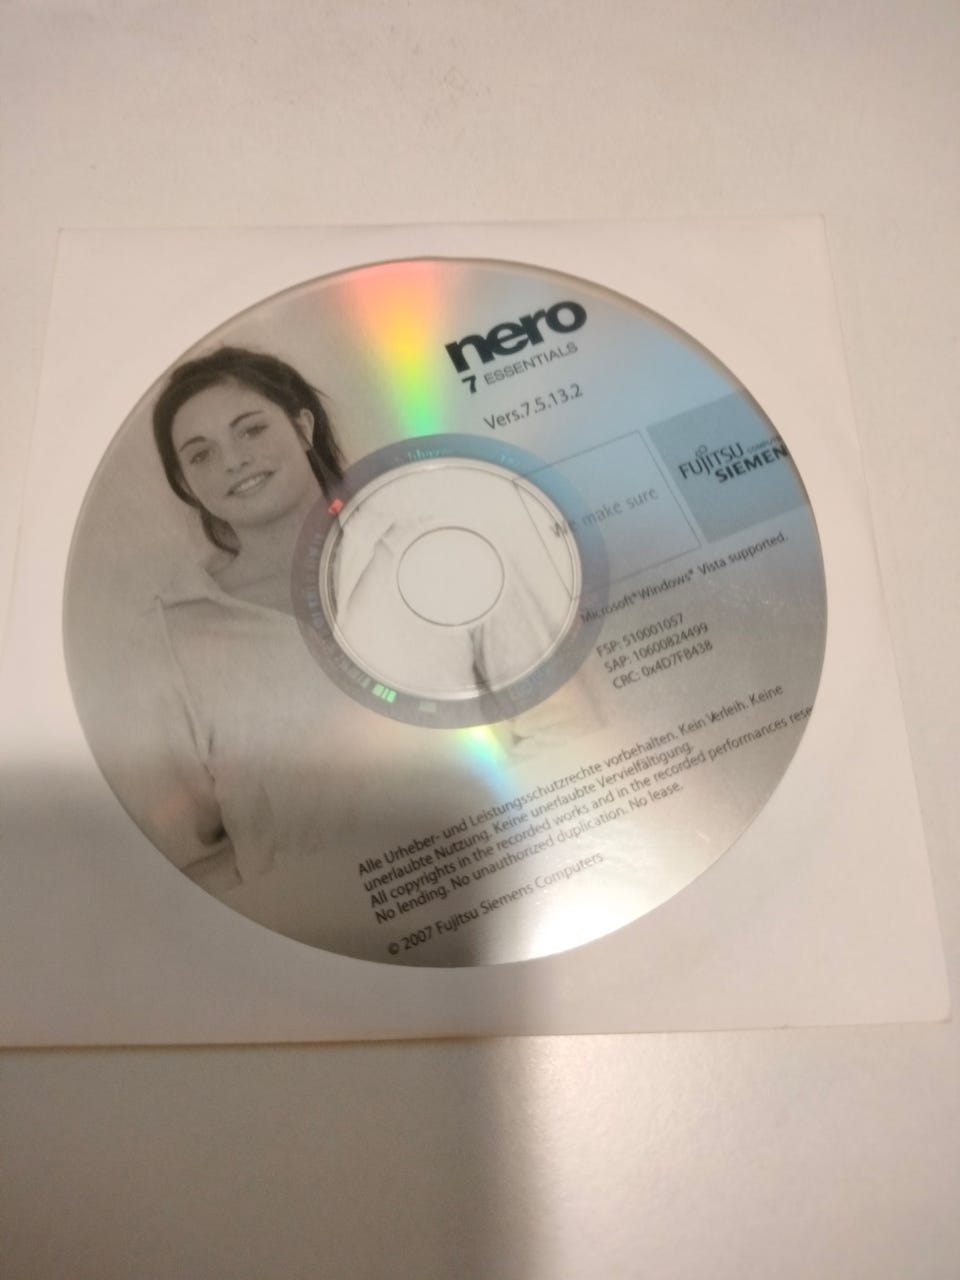 nero
7 ESSENTIALS
Vers.7.5.13.2
FUJITSU COMPUTERS
SIEMEN
We make sure
Microsoft® Windows® Vista supported.
FSP: 510001057
SAP: 10600824499
CRC: 0x4D7FB438
Alle Urheber- und Leistungsschutzrechte vorbehalten. Kein Verleih. Keine
unerlaubte Nutzung. Keine unerlaubte Vervielfältigung.
All copyrights in the recorded works and in the recorded performances rese
No lending. No unauthorized duplication. No lease.
© 2007 Fujitsu Siemens Computers